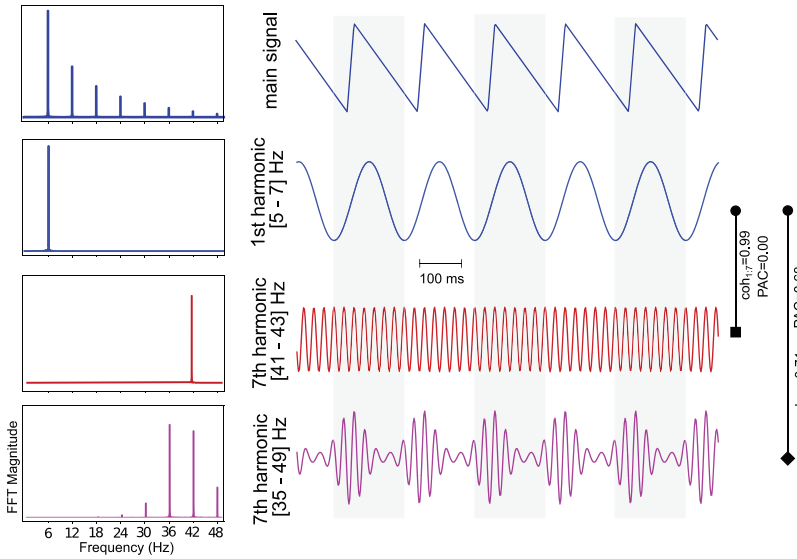 main signal
1st harmonic
[5 - 7] Hz
100 ms
coh1:7=0.99
PAC=0.00
7th harmonic
[41 - 43] Hz
7th harmonic
[35 - 49] Hz
FFT Magnitude
6 12 18 24 30 36 42 48
Frequency (Hz)